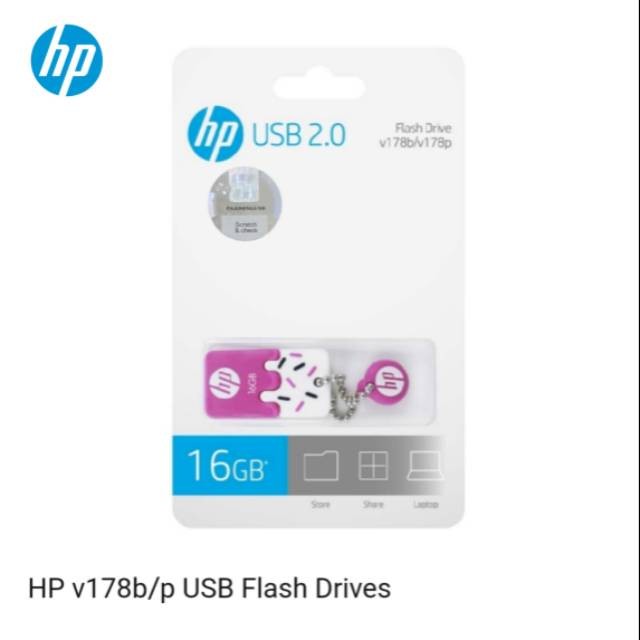 hp
hp
USB 2.0
Flash Drive
v178b/v178p
Scratch
& check
hp
16GB
hp
16GB*
Store
Share
Laptop
HP v178b/p USB Flash Drives